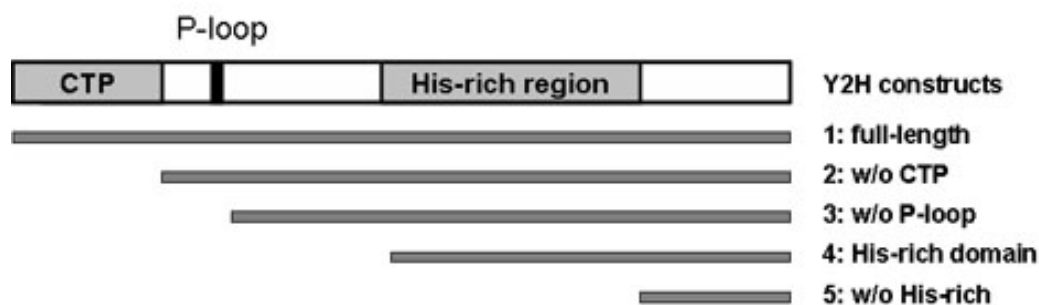 P-loop
CTP His-rich region Y2H constructs
1: full-length
2: w/o CTP
3: w/o P-loop
4: His-rich domain
5: w/o His-rich